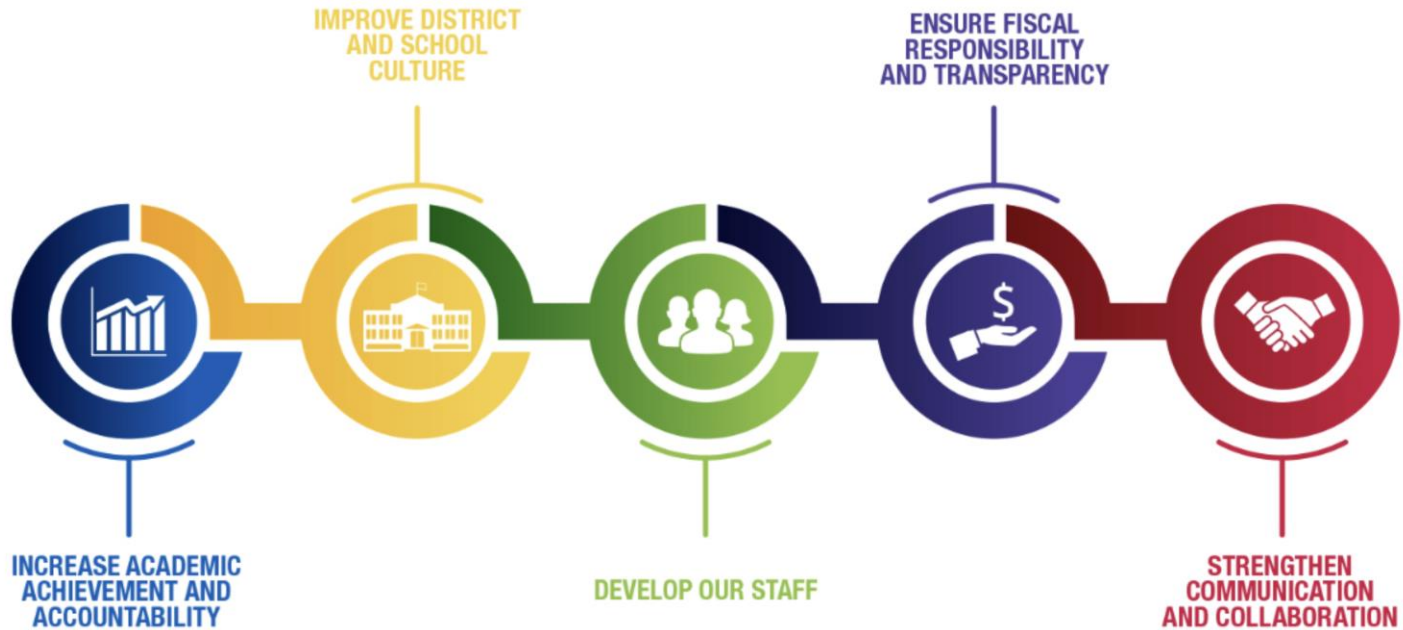 IMPROVE DISTRICT
AND SCHOOL
CULTURE
ENSURE FISCAL
RESPONSIBILITY
AND TRANSPARENCY
$
INCREASE ACADEMIC
ACHIEVEMENT AND
ACCOUNTABILITY
DEVELOP OUR STAFF
STRENGTHEN
COMMUNICATION
AND COLLABORATION